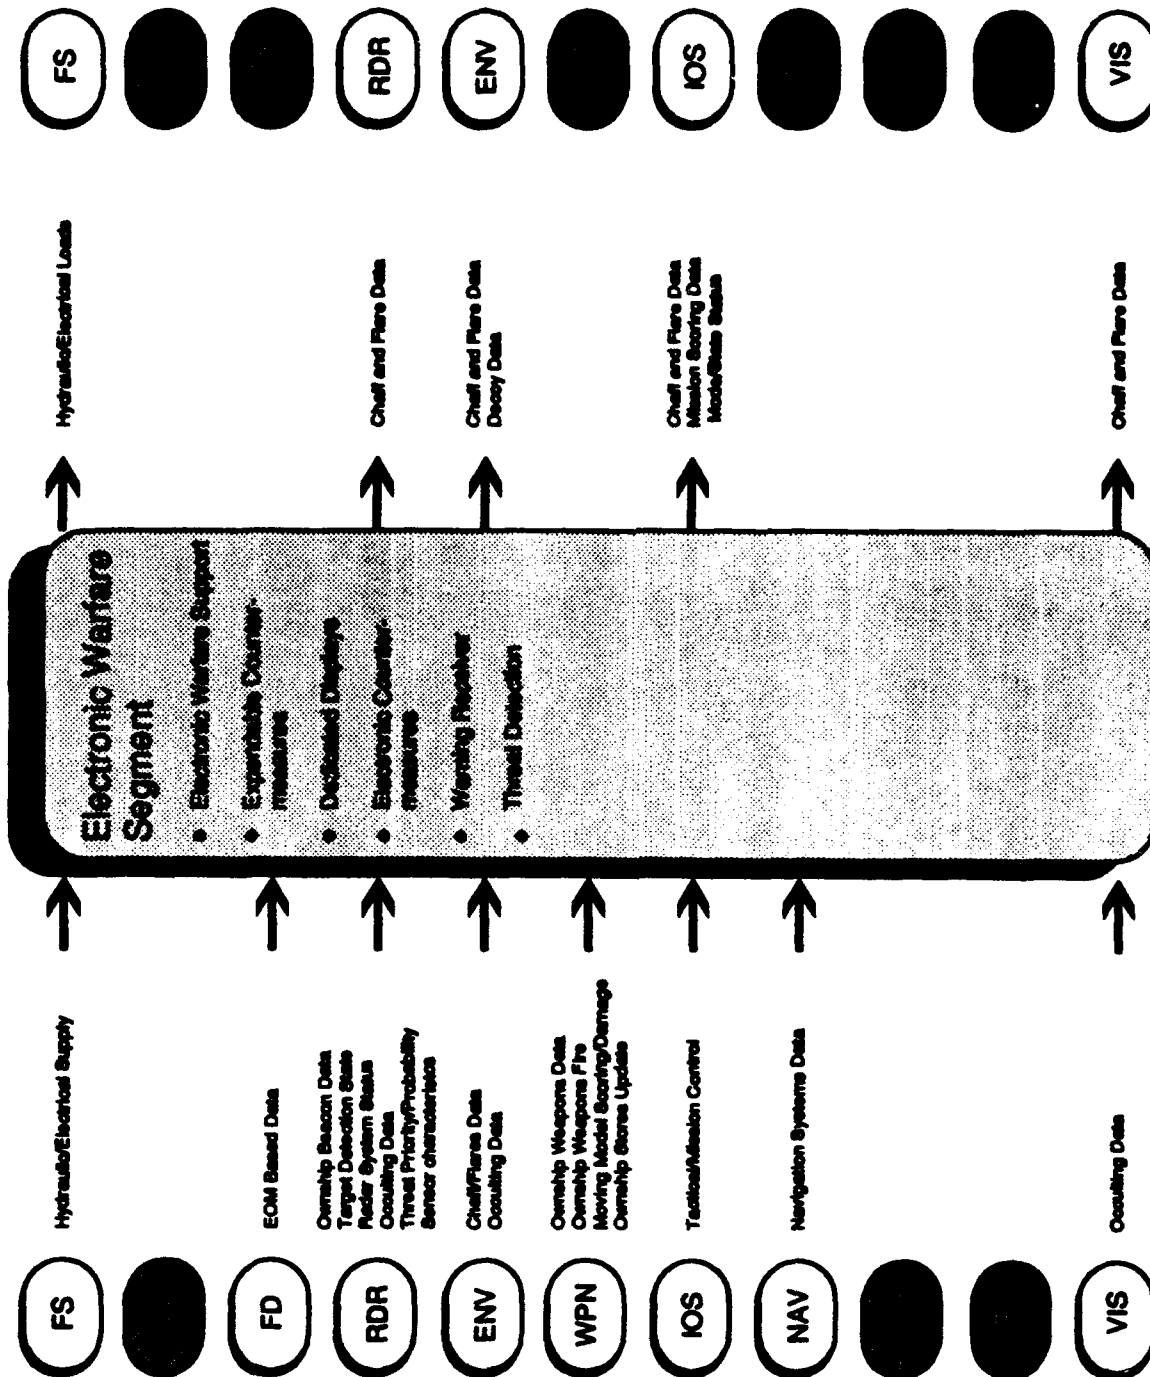 FS
Hydraulic/Electrical Supply
FD
EOM Based Data
RDR
Ownship Beacon Data
Target Detection State
Radar System Status
Occulting Data
Threat Priority/Probability
Sensor characteristics
ENV
Chaff/Flares Data
Occulting Data
WPN
Ownship Weapons Data
Ownship Weapons Fire
Moving Model Scoring/Damage
Ownship Stores Update
IOS
Tactical/Mission Control
NAV
Navigation Systems Data
VIS
Occulting Data
Electronic Warfare
Segment
• Electronic Warfare Support
• Expendable Counter-
measures
• Dedicated Displays
• Electronic Counter-
measures
• Warning Receiver
• Threat Detection
Hydraulic/Electrical Loads
FS
Chaff and Flare Data
RDR
Chaff and Flare Data
Decoy Data
ENV
Chaff and Flare Data
Mission Scoring Data
Mode/State Status
IOS
Chaff and Flare Data
VIS